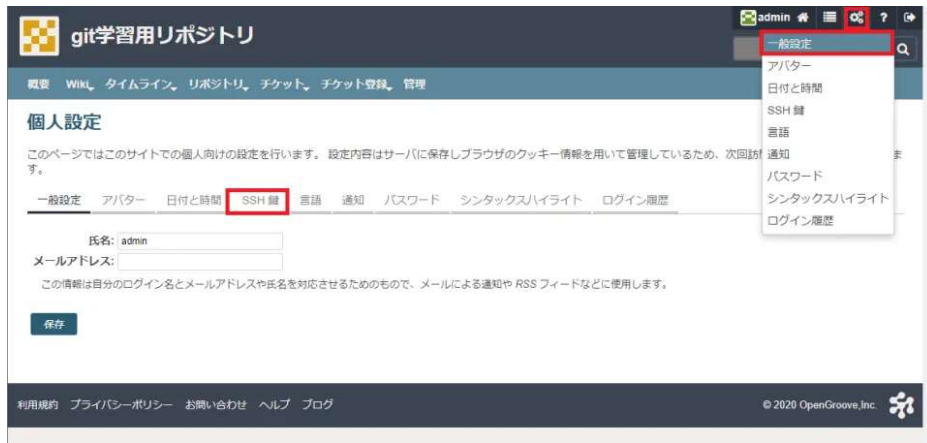 git学習用リポジトリ
admin
?
概要 Wiki タイムライン リポジトリ チケット チケット登録 管理
一般設定
アバター
日付と時間
SSH 鍵
言語
通知
パスワード
シンタックスハイライト
ログイン履歴
個人設定
このページではこのサイトでの個人向けの設定を行います。 設定内容はサーバに保存しブラウザのクッキー情報を用いて管理しているため、次回訪
ま
す。
一般設定 アバター 日付と時間 SSH 鍵 言語 通知 パスワード シンタックスハイライト ログイン履歴
氏名: admin
メールアドレス:
この情報は自分のログイン名とメールアドレスや氏名を対応させるためのもので、メールによる通知や RSS フィードなどに使用します。
保存
利用規約 プライバシーポリシー お問い合わせ ヘルプ ブログ
© 2020 OpenGroove,Inc.